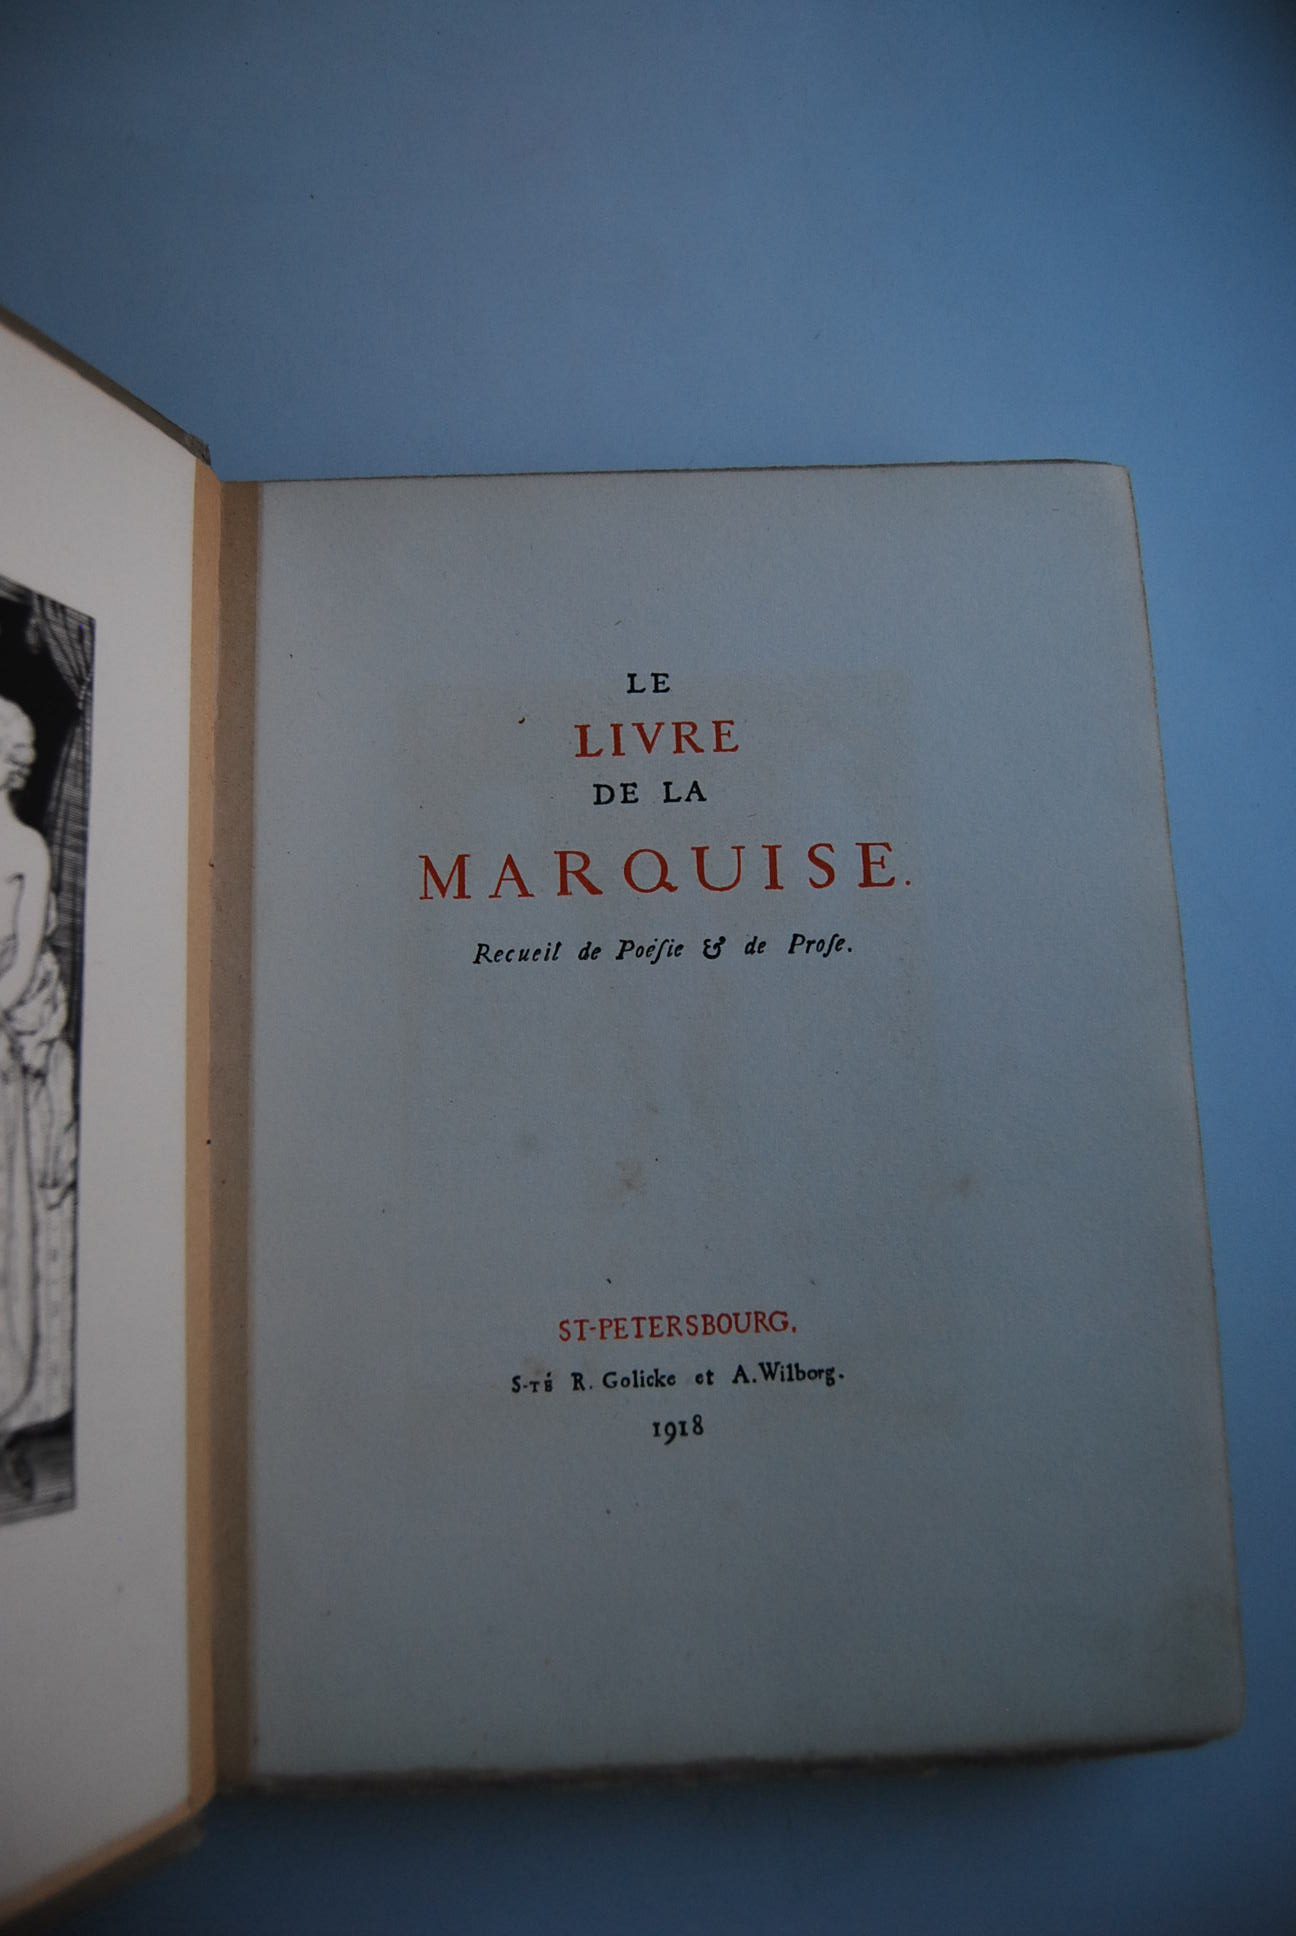 LE
LIVRE
DE LA
MARQUISE.
Recueil de Poéſie & de Proſe.
ST-PETERSBOURG.
S-TÉ R. Golicke et A. Wilborg.
1918